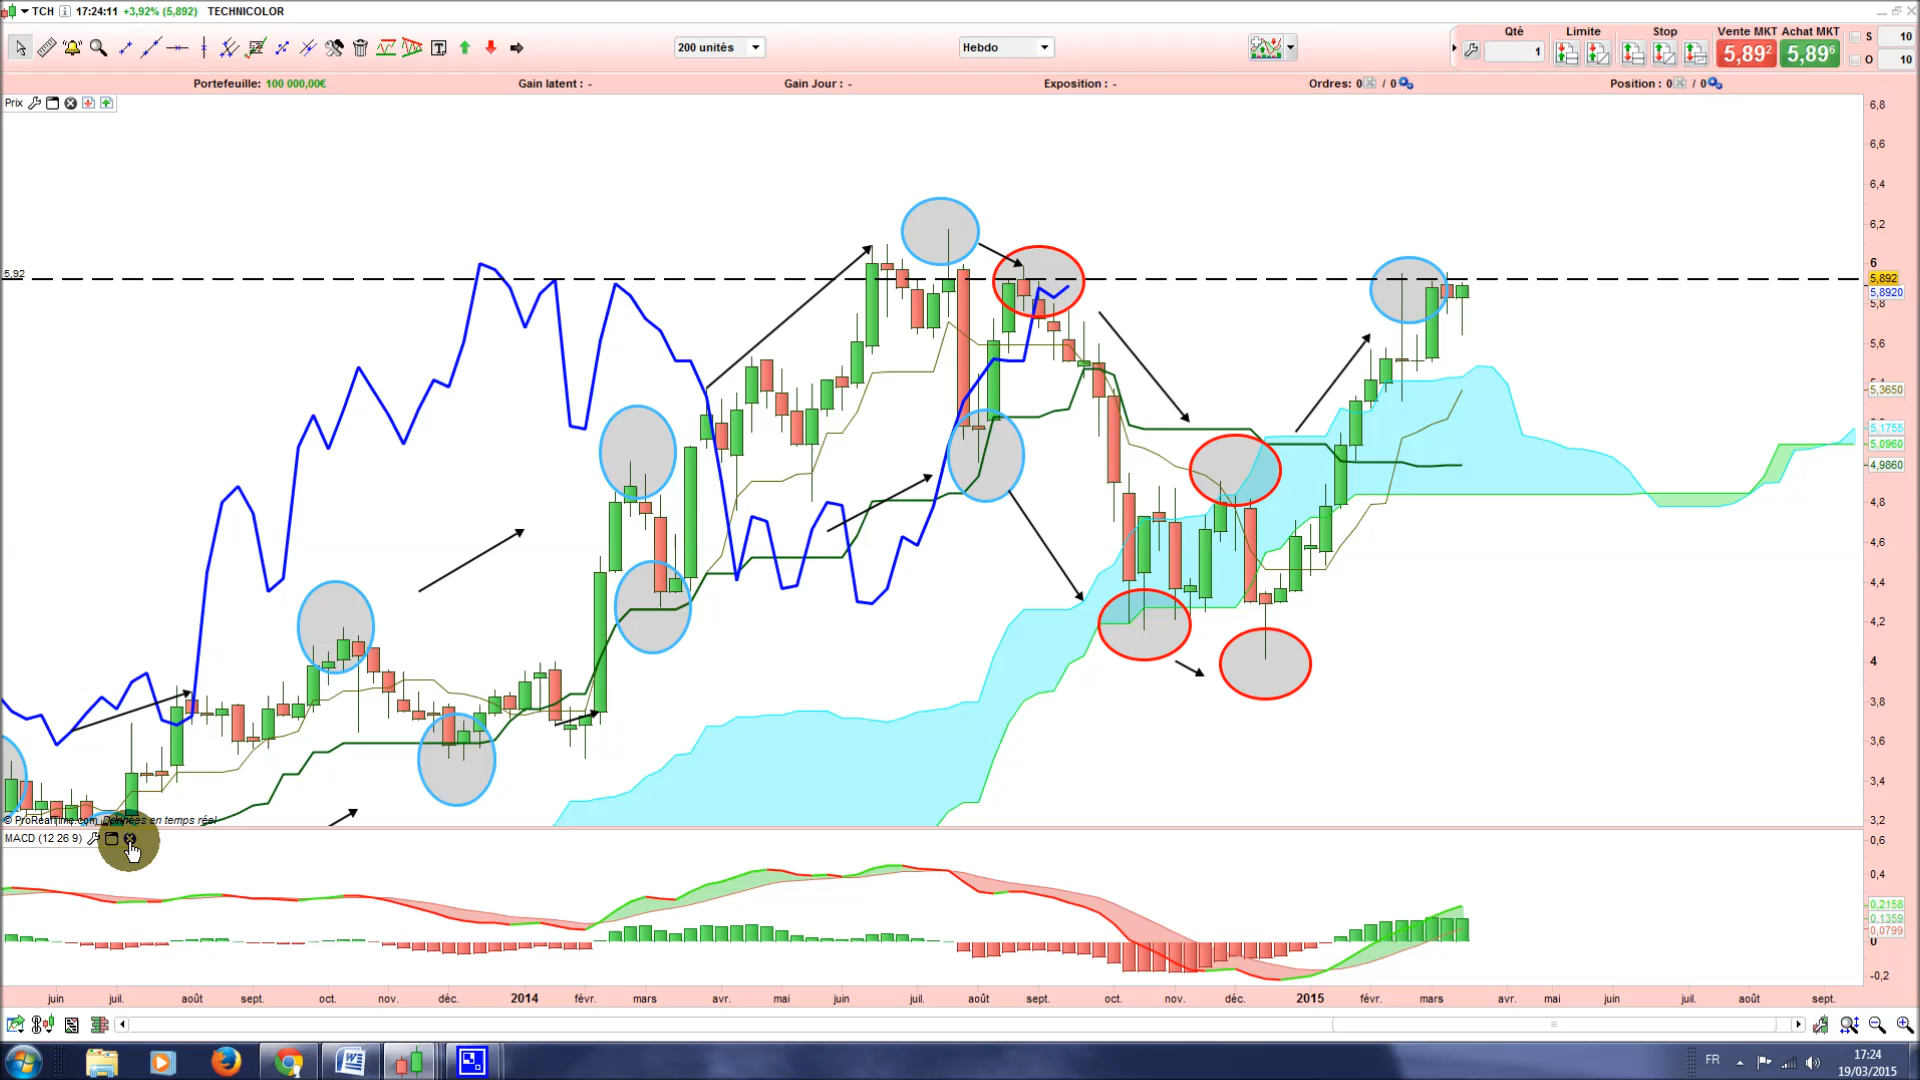 TCH 17:24:11 +3,92% (5,892) TECHNICOLOR
200 unités
Hebdo
Qté
Limite
Stop
Vente MKT Achat MKT
1
5,89² 5,89⁶
S 10
O 10
Portefeuille: 100 000,00€ Gain latent : - Gain Jour : - Exposition : - Ordres: 0 / 0 Position : 0 / 0
Prix
6,8
6,6
6,4
6,2
6
5,92
5,892
5,8920
5,8
5,6
5,3650
5,1755
5,0960
4,9860
4,8
4,6
4,4
4,2
4
3,8
3,6
3,4
3,2
© ProRealTime.com Données en temps réel
MACD (12 26 9)
0,6
0,4
0,2158
0,1359
0,0799
0
-0,2
juin juil. août sept. oct. nov. déc. 2014 févr. mars avr. mai juin juil. août sept. oct. nov. déc. 2015 févr. mars avr. mai juin juil. août sept.
FR
17:24
19/03/2015